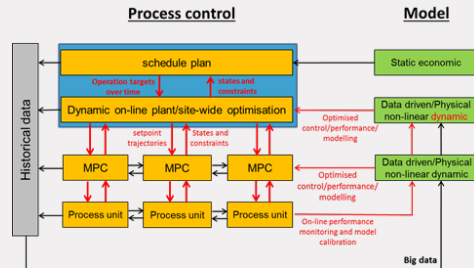 Process control
Model
schedule plan
Static economic
Operation targets
over time
states and
constraints
Dynamic on-line plant/site-wide optimisation
Data driven/Physical
non-linear dynamic
Optimised
control/performance/
modelling
setpoint
trajectories
States and
constraints
Historical data
MPC
MPC
MPC
Data driven/Physical
non-linear dynamic
Optimised
control/performance/
modelling
Process unit
Process unit
Process unit
On-line performance
monitoring and model
calibration
Big data